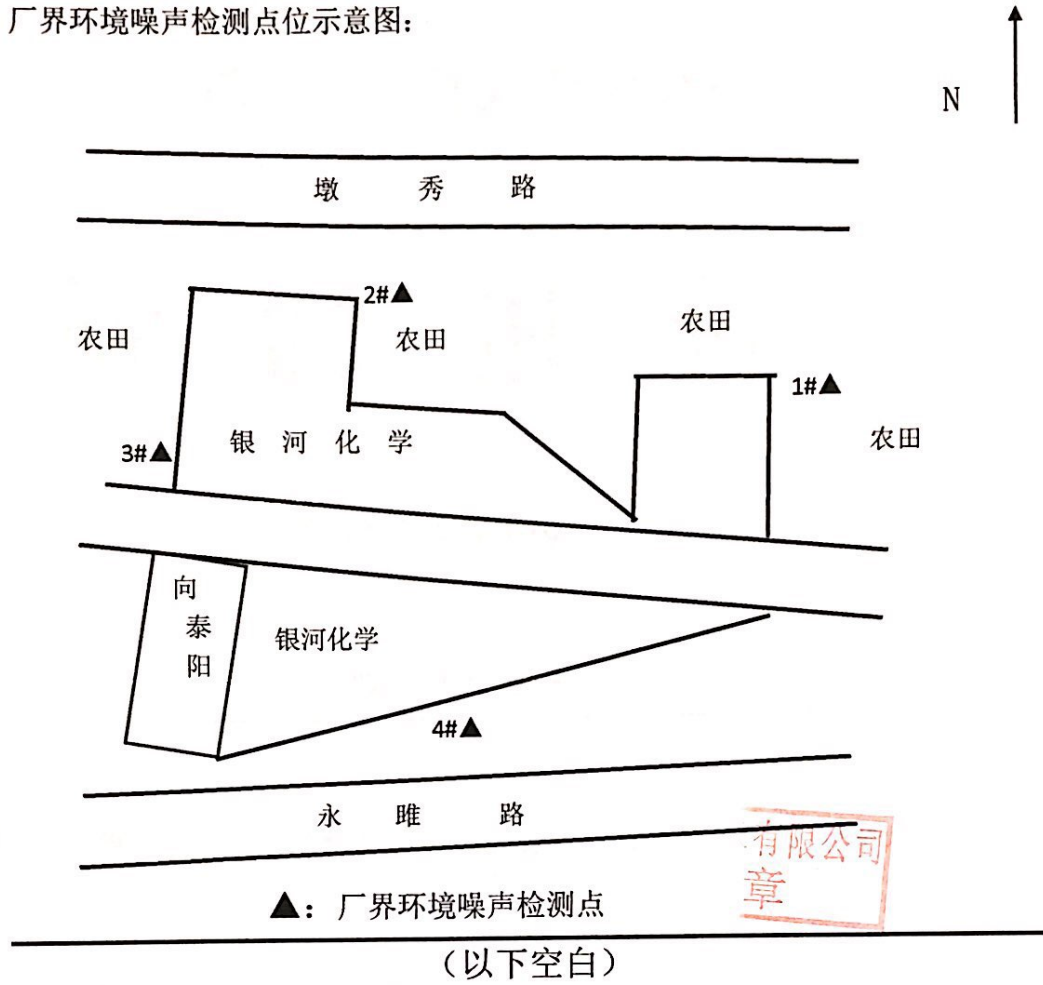 厂界环境噪声检测点位示意图：
N
墩秀路
2#▲
农田
农田
农田
1#▲
3#▲
银河化学
农田
向泰阳
银河化学
4#▲
永睢路
有限公司
章
▲：厂界环境噪声检测点
（以下空白）